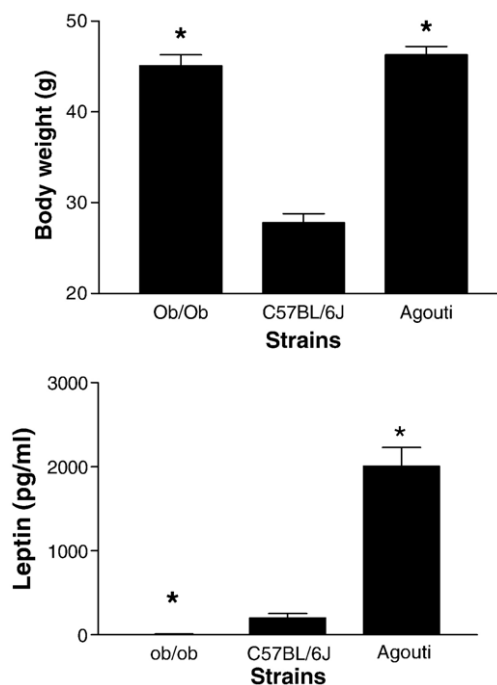 50
*
*
Body weight (g)
40
30
20
Ob/Ob C57BL/6J Agouti
Strains
3000
*
Leptin (pg/ml)
2000
1000
*
0
ob/ob C57BL/6J Agouti
Strains